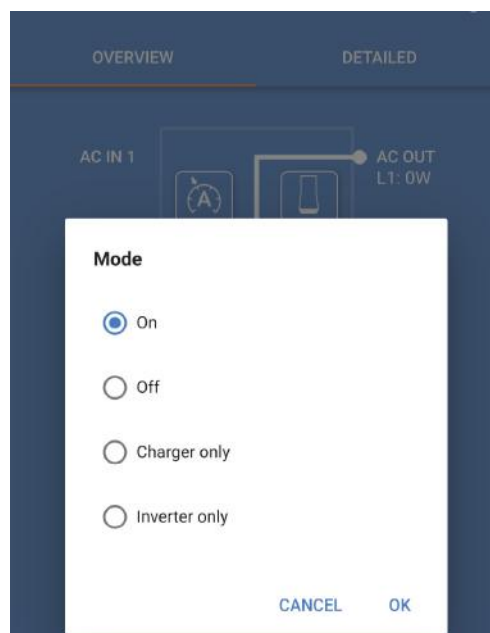 OVERVIEW DETAILED
AC IN 1 AC OUT
L1: 0W
A
Mode
On
Off
Charger only
Inverter only
CANCEL OK